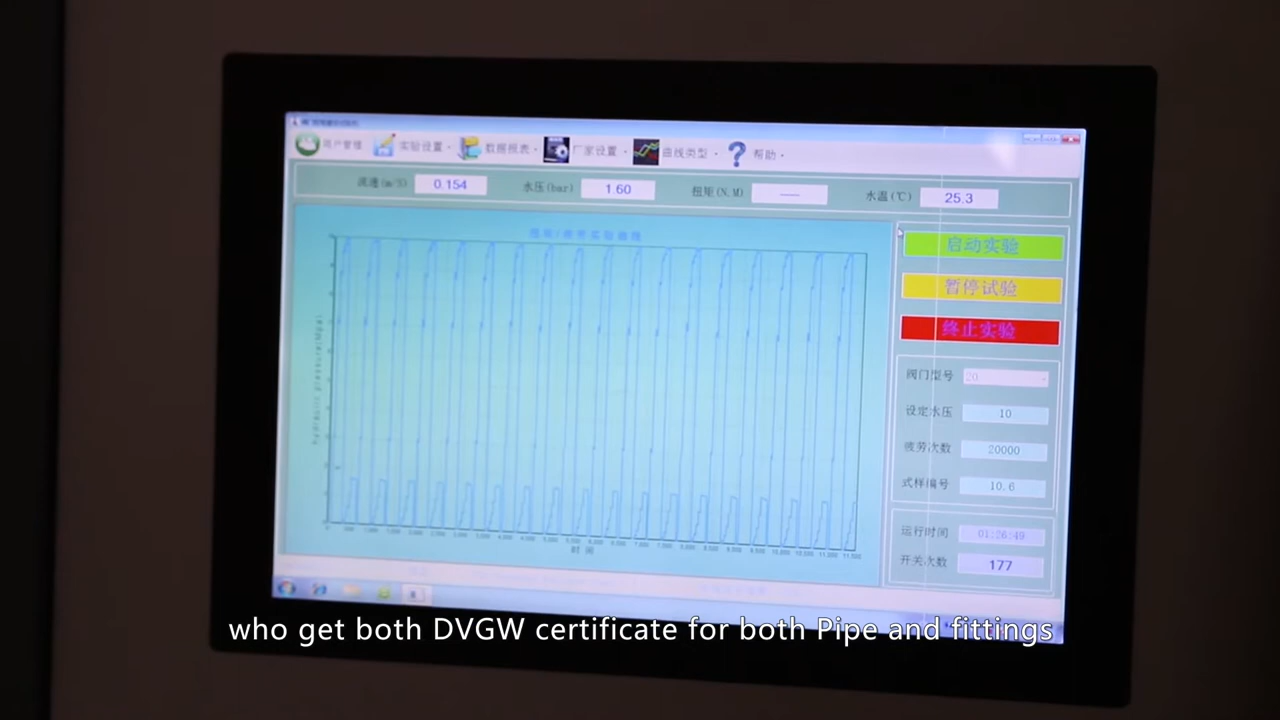 用户管理 实验设置 数据报表 厂家设置 曲线类型 帮助
流速(m/S) 0.154 水压(bar) 1.60 扭矩(N.M) —— 水温(℃) 25.3
启动实验
暂停试验
终止实验
阀门型号 20
设定水压 10
疲劳次数 20000
式样编号 10.6
运行时间 01:26:49
开关次数 177
hydraulic pressure(Mpa)
时间
who get both DVGW certificate for both Pipe and fittings